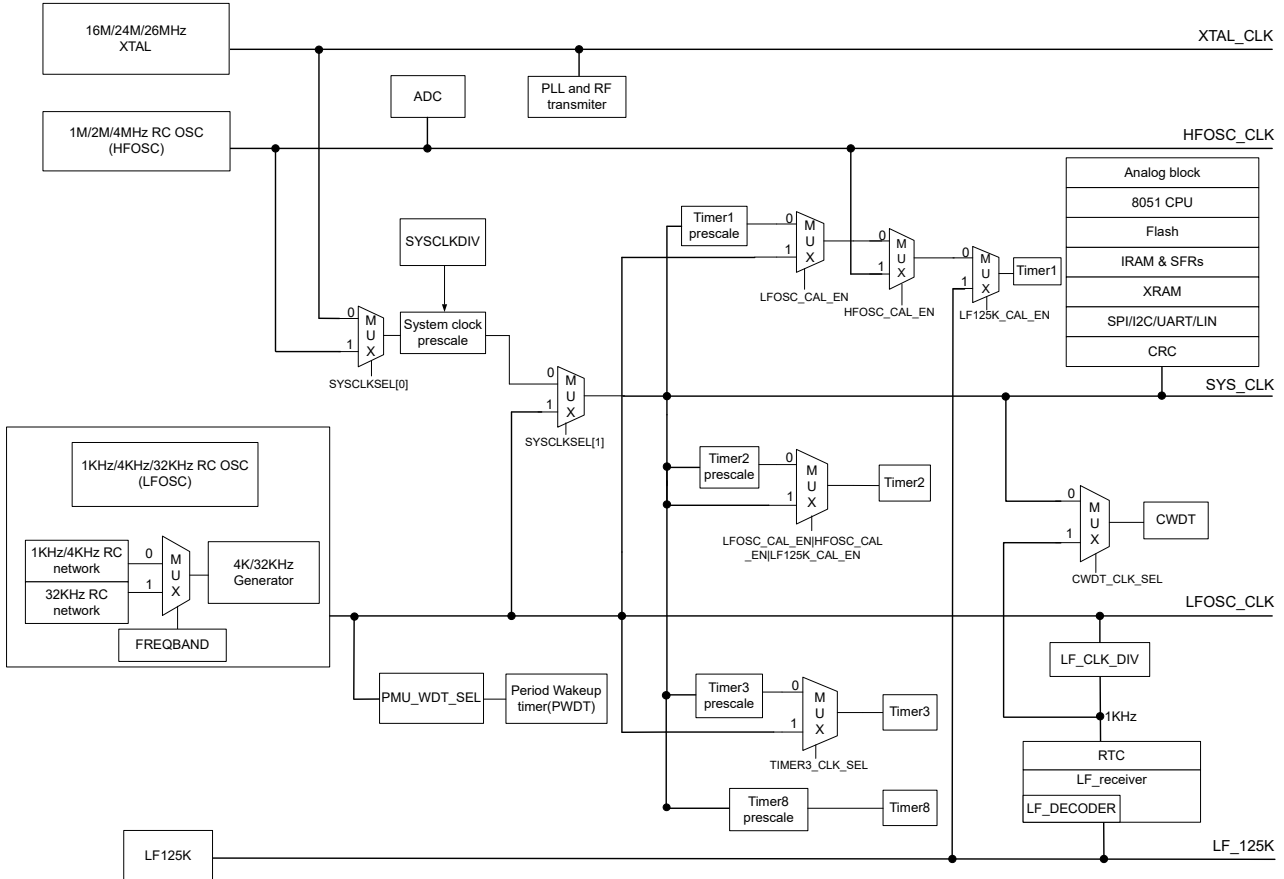 16M/24M/26MHz
XTAL
XTAL_CLK
PLL and RF
transmiter
ADC
1M/2M/4MHz RC OSC
(HFOSC)
HFOSC_CLK
Analog block
8051 CPU
Flash
IRAM & SFRs
XRAM
SPI/I2C/UART/LIN
CRC
Timer1
prescale
0
1
M
U
X
LFOSC_CAL_EN
0
1
M
U
X
HFOSC_CAL_EN
0
1
M
U
X
LF125K_CAL_EN
Timer1
SYSCLKDIV
0
1
M
U
X
SYSCLKSEL[0]
System clock
prescale
0
1
M
U
X
SYSCLKSEL[1]
SYS_CLK
1KHz/4KHz/32KHz RC OSC
(LFOSC)
1KHz/4KHz RC
network
32KHz RC
network
0
1
M
U
X
FREQBAND
4K/32KHz
Generator
Timer2
prescale
0
1
M
U
X
LFOSC_CAL_EN|HFOSC_CAL
_EN|LF125K_CAL_EN
Timer2
0
1
M
U
X
CWDT_CLK_SEL
CWDT
LFOSC_CLK
PMU_WDT_SEL
Period Wakeup
timer(PWDT)
Timer3
prescale
0
1
M
U
X
TIMER3_CLK_SEL
Timer3
LF_CLK_DIV
1KHz
RTC
LF_receiver
LF_DECODER
Timer8
prescale
Timer8
LF125K
LF_125K